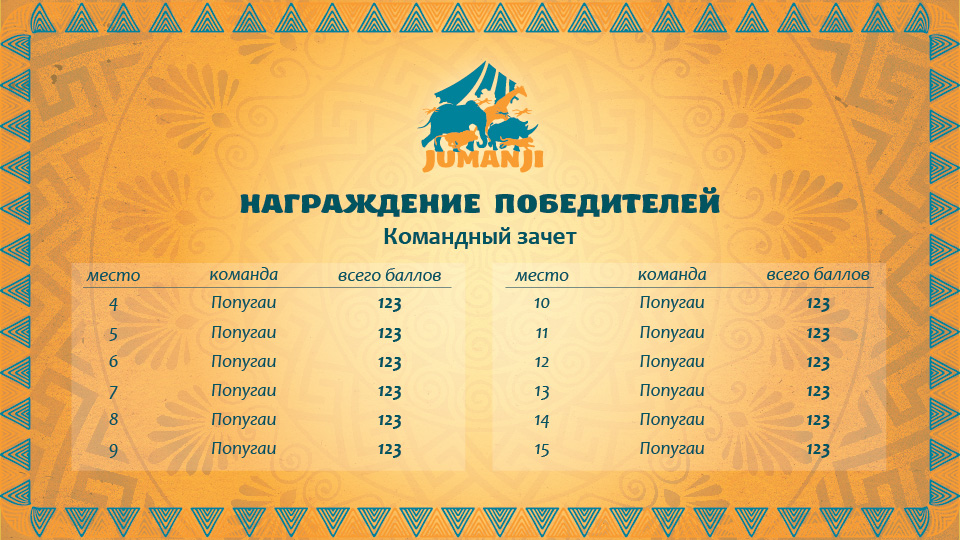 JUMANJI
НАГРАЖДЕНИЕ ПОБЕДИТЕЛЕЙ
Командный зачет
место команда всего баллов
4 Попугаи 123
5 Попугаи 123
6 Попугаи 123
7 Попугаи 123
8 Попугаи 123
9 Попугаи 123
место команда всего баллов
10 Попугаи 123
11 Попугаи 123
12 Попугаи 123
13 Попугаи 123
14 Попугаи 123
15 Попугаи 123